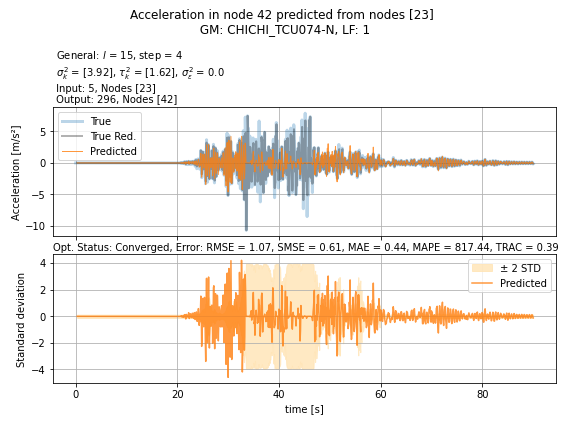 Acceleration in node 42 predicted from nodes [23]
GM: CHICHI_TCU074-N, LF: 1
General: l = 15, step = 4
σ²ₖ = [3.92], τ²ₖ = [1.62], σ²ε = 0.0
Input: 5, Nodes [23]
Output: 296, Nodes [42]
True
True Red.
Predicted
Acceleration [m/s²]
5
0
−5
−10
Opt. Status: Converged, Error: RMSE = 1.07, SMSE = 0.61, MAE = 0.44, MAPE = 817.44, TRAC = 0.39
± 2 STD
Predicted
Standard deviation
4
2
0
−2
−4
0 20 40 60 80
time [s]